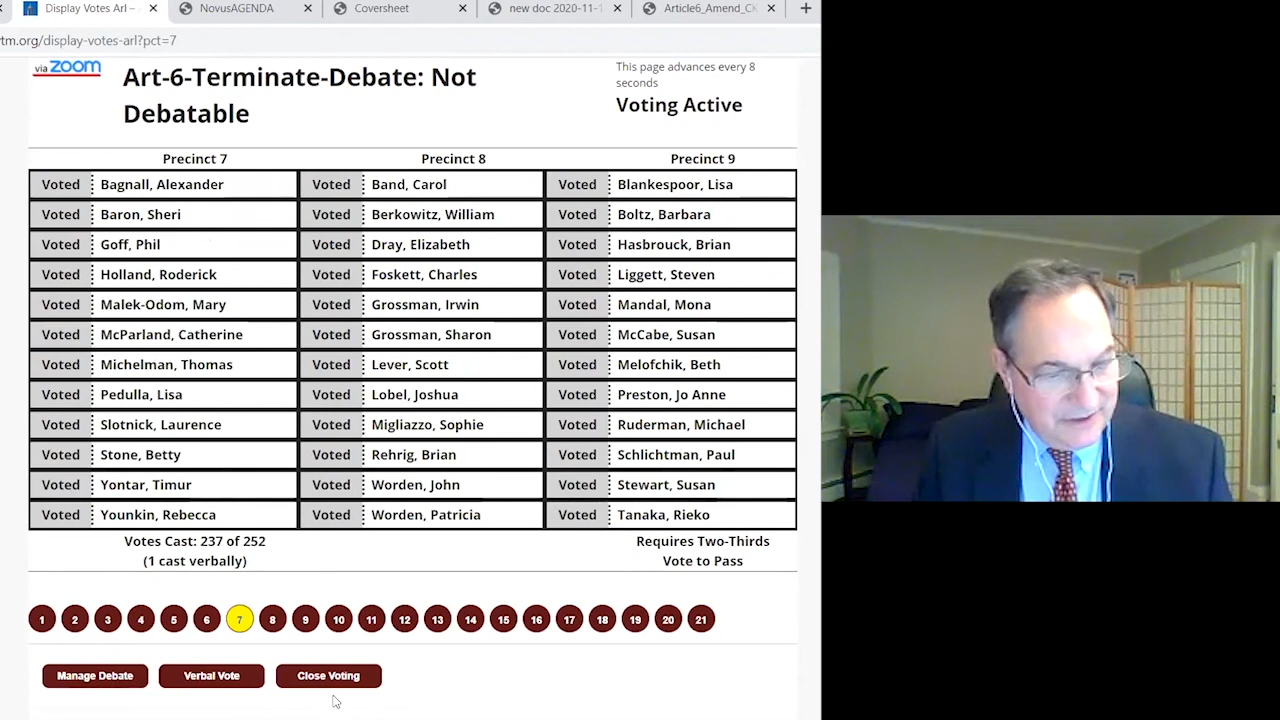 Display Votes Arl –
NovusAGENDA
Coversheet
new doc 2020-11-1
Article6_Amend_CK
tm.org/display-votes-arl?pct=7
via zoom
Art-6-Terminate-Debate: Not
Debatable
This page advances every 8
seconds
Voting Active
Precinct 7 Precinct 8 Precinct 9
Voted Bagnall, Alexander Voted Band, Carol Voted Blankespoor, Lisa
Voted Baron, Sheri Voted Berkowitz, William Voted Boltz, Barbara
Voted Goff, Phil Voted Dray, Elizabeth Voted Hasbrouck, Brian
Voted Holland, Roderick Voted Foskett, Charles Voted Liggett, Steven
Voted Malek-Odom, Mary Voted Grossman, Irwin Voted Mandal, Mona
Voted McParland, Catherine Voted Grossman, Sharon Voted McCabe, Susan
Voted Michelman, Thomas Voted Lever, Scott Voted Melofchik, Beth
Voted Pedulla, Lisa Voted Lobel, Joshua Voted Preston, Jo Anne
Voted Slotnick, Laurence Voted Migliazzo, Sophie Voted Ruderman, Michael
Voted Stone, Betty Voted Rehrig, Brian Voted Schlichtman, Paul
Voted Yontar, Timur Voted Worden, John Voted Stewart, Susan
Voted Younkin, Rebecca Voted Worden, Patricia Voted Tanaka, Rieko
Votes Cast: 237 of 252
(1 cast verbally)
Requires Two-Thirds
Vote to Pass
1 2 3 4 5 6 7 8 9 10 11 12 13 14 15 16 17 18 19 20 21
Manage Debate Verbal Vote Close Voting